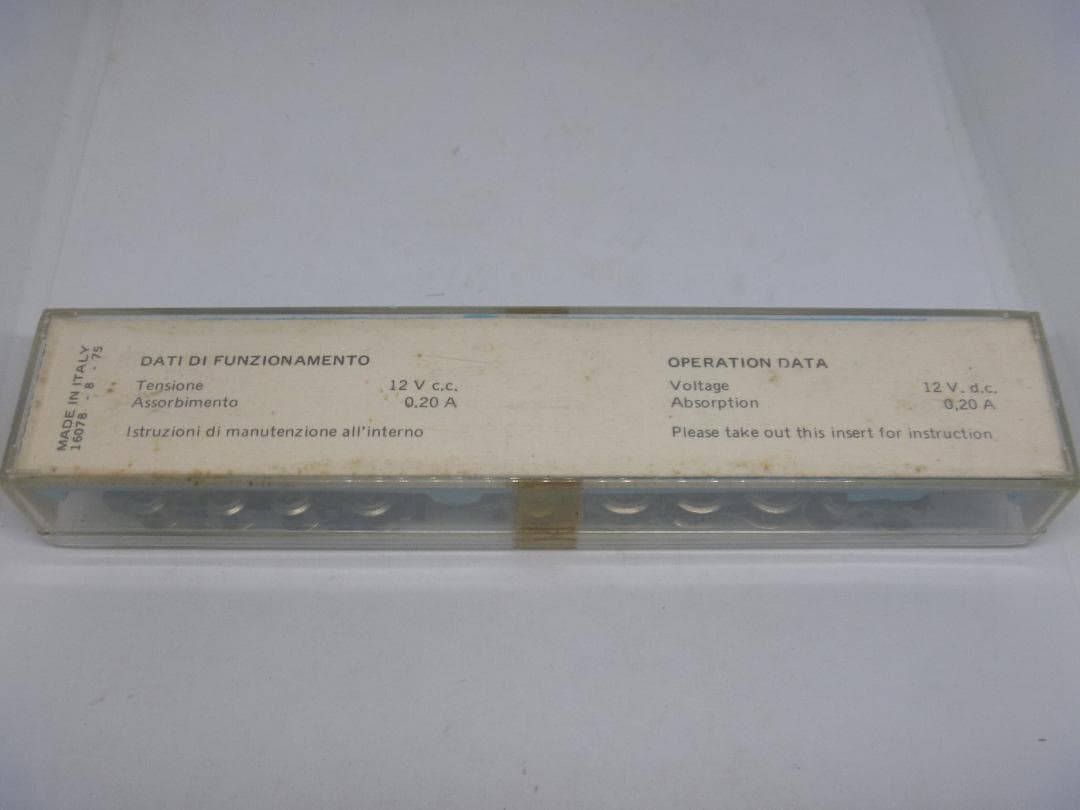 MADE IN ITALY
16078 - 8 - 75
DATI DI FUNZIONAMENTO
Tensione 12 V c.c.
Assorbimento 0.20 A
Istruzioni di manutenzione all'interno
OPERATION DATA
Voltage 12 V. d.c.
Absorption 0,20 A
Please take out this insert for instruction